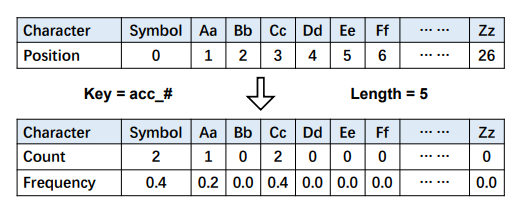 Character Symbol Aa Bb Cc Dd Ee Ff ... ... Zz
Position 0 1 2 3 4 5 6 ... ... 26
Key = acc_# Length = 5
Character Symbol Aa Bb Cc Dd Ee Ff ... ... Zz
Count 2 1 0 2 0 0 0 ... ... 0
Frequency 0.4 0.2 0.0 0.4 0.0 0.0 0.0 ... ... 0.0